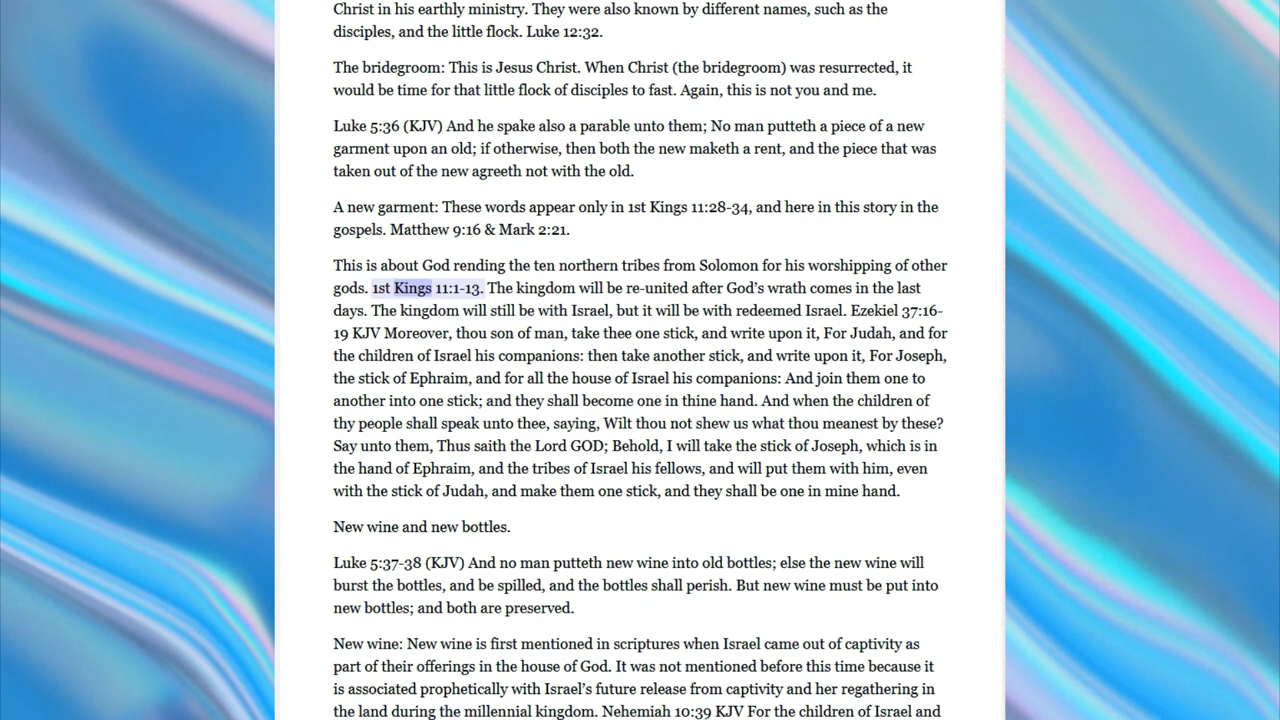 Christ in his earthly ministry. They were also known by different names, such as the
disciples, and the little flock. Luke 12:32.
The bridegroom: This is Jesus Christ. When Christ (the bridegroom) was resurrected, it
would be time for that little flock of disciples to fast. Again, this is not you and me.
Luke 5:36 (KJV) And he spake also a parable unto them; No man putteth a piece of a new
garment upon an old; if otherwise, then both the new maketh a rent, and the piece that was
taken out of the new agreeth not with the old.
A new garment: These words appear only in 1st Kings 11:28-34, and here in this story in the
gospels. Matthew 9:16 & Mark 2:21.
This is about God rending the ten northern tribes from Solomon for his worshipping of other
gods. 1st Kings 11:1-13. The kingdom will be re-united after God’s wrath comes in the last
days. The kingdom will still be with Israel, but it will be with redeemed Israel. Ezekiel 37:16-
19 KJV Moreover, thou son of man, take thee one stick, and write upon it, For Judah, and for
the children of Israel his companions: then take another stick, and write upon it, For Joseph,
the stick of Ephraim, and for all the house of Israel his companions: And join them one to
another into one stick; and they shall become one in thine hand. And when the children of
thy people shall speak unto thee, saying, Wilt thou not shew us what thou meanest by these?
Say unto them, Thus saith the Lord GOD; Behold, I will take the stick of Joseph, which is in
the hand of Ephraim, and the tribes of Israel his fellows, and will put them with him, even
with the stick of Judah, and make them one stick, and they shall be one in mine hand.
New wine and new bottles.
Luke 5:37-38 (KJV) And no man putteth new wine into old bottles; else the new wine will
burst the bottles, and be spilled, and the bottles shall perish. But new wine must be put into
new bottles; and both are preserved.
New wine: New wine is first mentioned in scriptures when Israel came out of captivity as
part of their offerings in the house of God. It was not mentioned before this time because it
is associated prophetically with Israel’s future release from captivity and her regathering in
the land during the millennial kingdom. Nehemiah 10:39 KJV For the children of Israel and